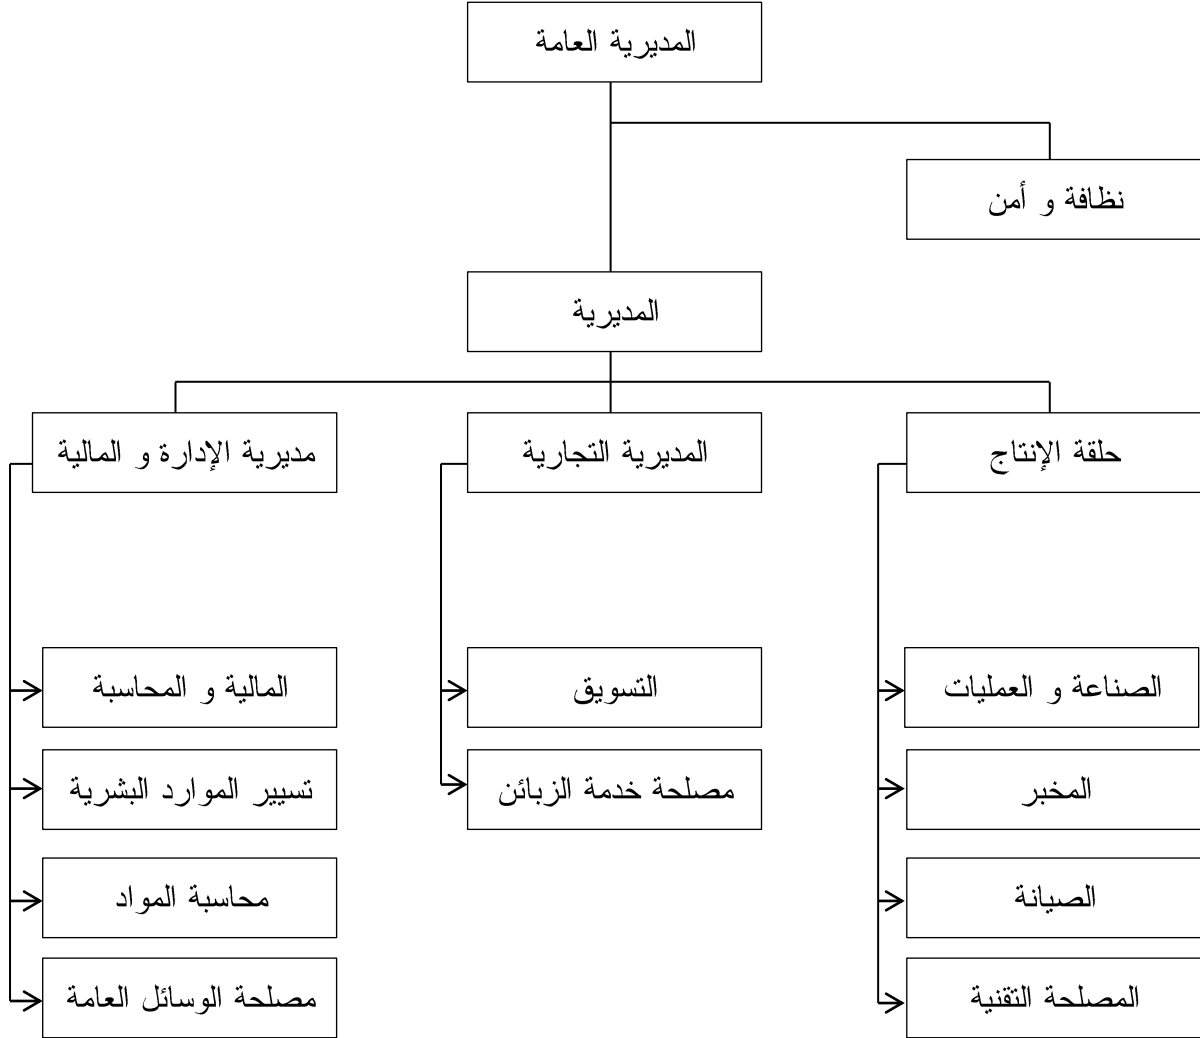 المديرية العامة
نظافة و أمن
المديرية
حلقة الإنتاج
المديرية التجارية
مديرية الإدارة و المالية
الصناعة و العمليات
التسويق
المالية و المحاسبة
المخبر
مصلحة خدمة الزبائن
تسيير الموارد البشرية
الصيانة
محاسبة المواد
المصلحة التقنية
مصلحة الوسائل العامة